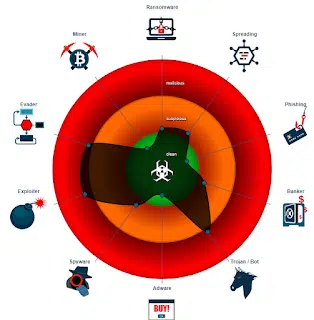 Ransomware
Miner
Spreading
malicious
Evader
suspicious
Phishing
clean
Exploiter
Banker
Spyware
Trojan / Bot
Adware
BUY!